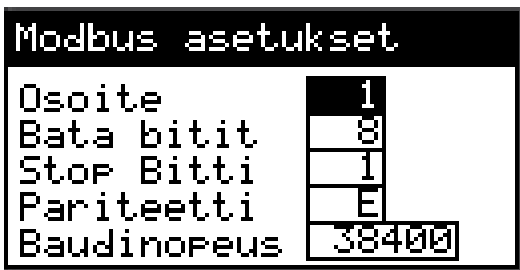 Modbus asetukset
Osoite 1
Bata bitit 8
Stop Bitti 1
Pariteetti E
Baudinopeus 38400